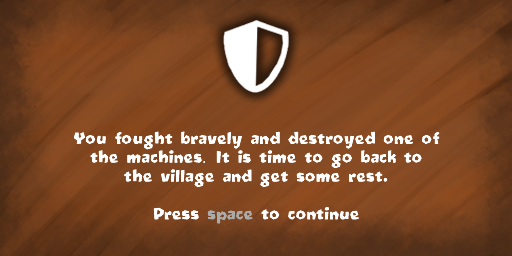 You fought bravely and destroyed one of
the machines. It is time to go back to
the village and get some rest.
Press space to continue